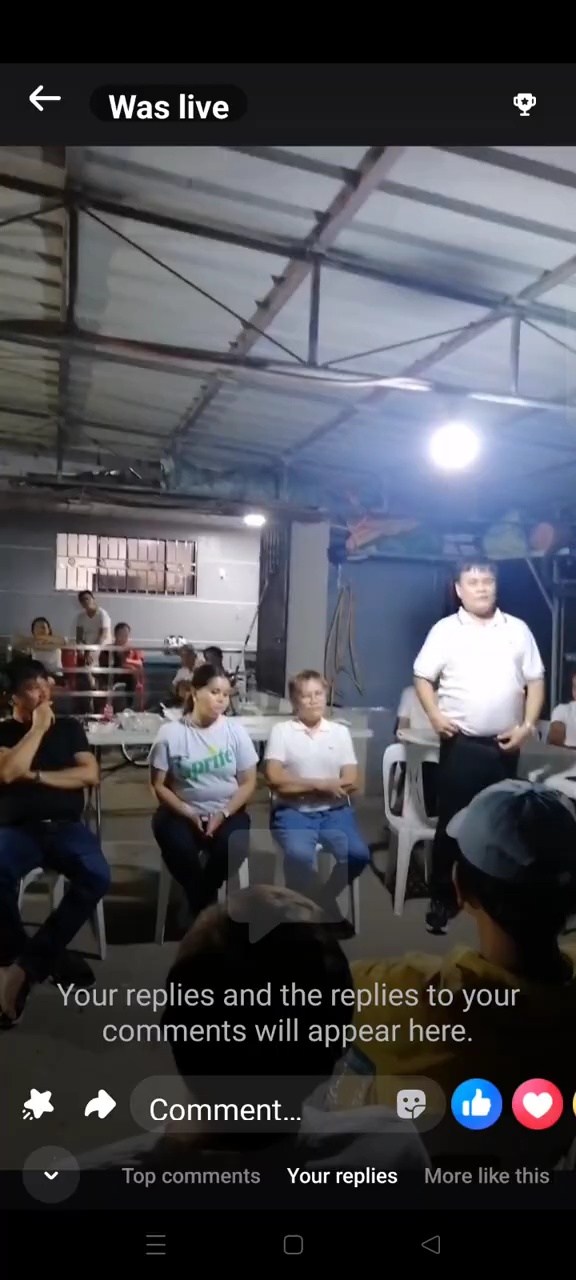 Was live
sprite
Your replies and the replies to your
comments will appear here.
Comment...
Top comments
Your replies
More like this